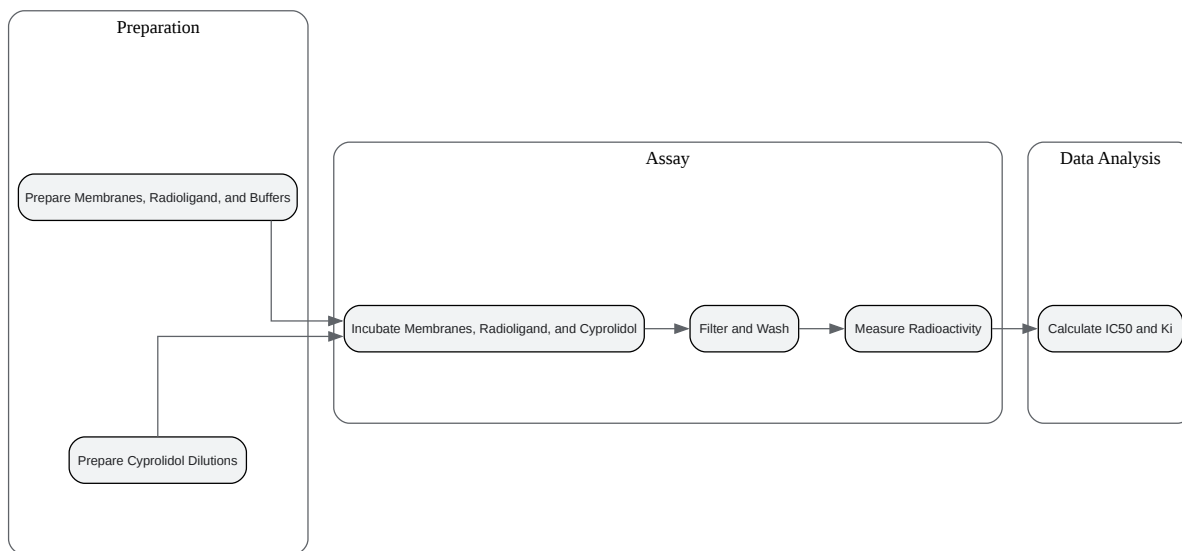 Preparation
Prepare Membranes, Radioligand, and Buffers
Prepare Cyprolidol Dilutions
Assay
Incubate Membranes, Radioligand, and Cyprolidol
Filter and Wash
Measure Radioactivity
Data Analysis
Calculate IC50 and Ki